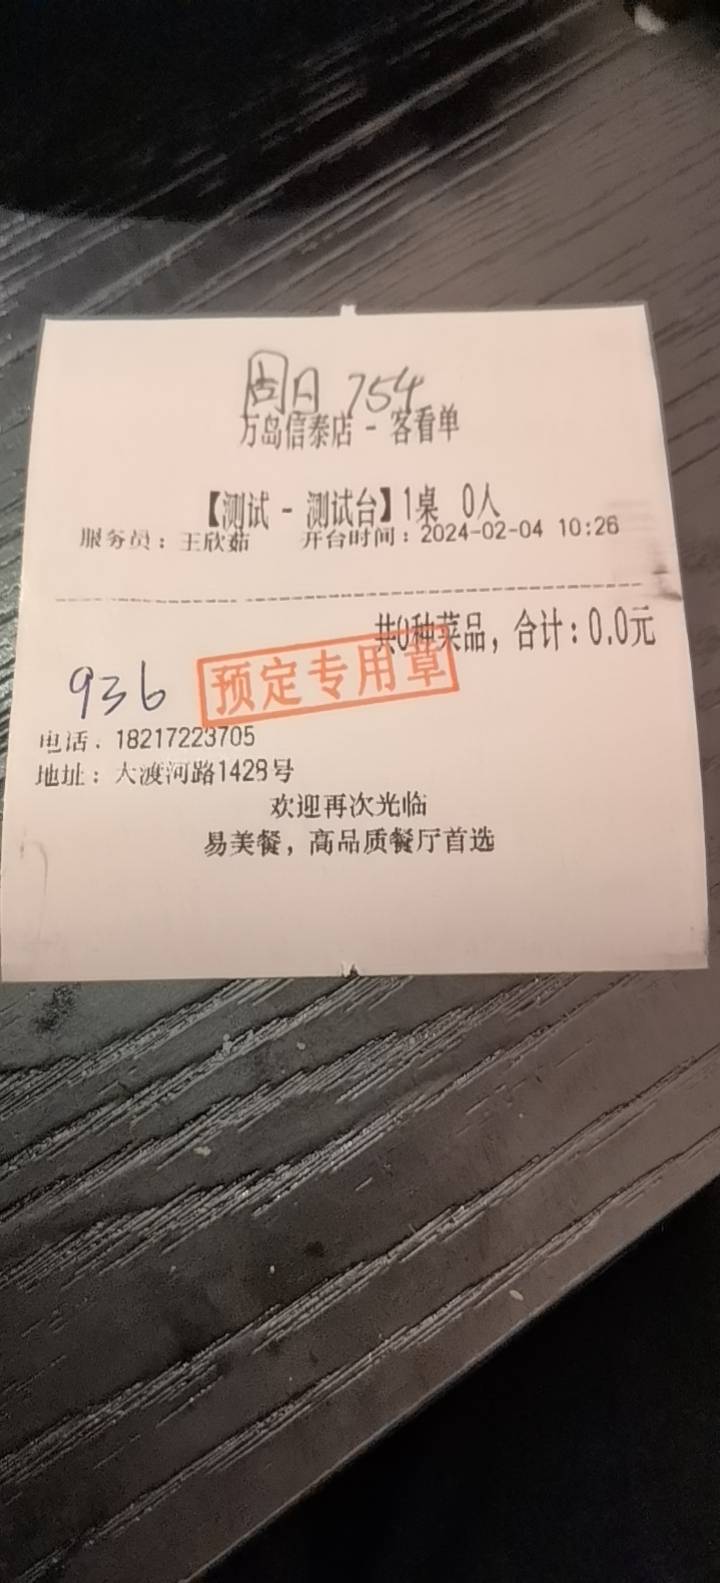 周日 754
万岛信泰店 - 客看单
【测试 - 测试台】1桌 0人
服务员：王欣茹 开台时间：2024-02-04 10:26
共0种菜品，合计：0.0元
预定专用章
936
电话：18217223705
地址：大渡河路1428号
欢迎再次光临
易美餐，高品质餐厅首选